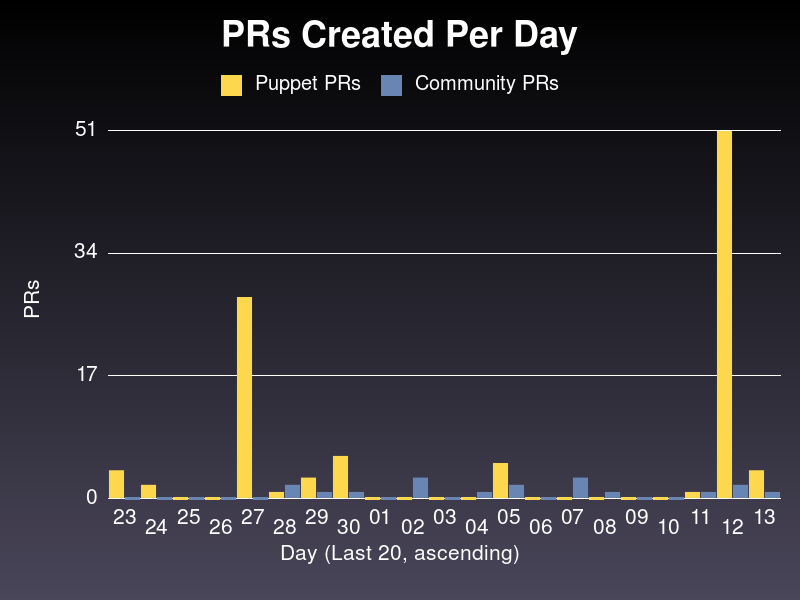 PRs Created Per Day
Puppet PRs Community PRs
51
34
17
0
PRs
23 24 25 26 27 28 29 30 01 02 03 04 05 06 07 08 09 10 11 12 13
Day (Last 20, ascending)